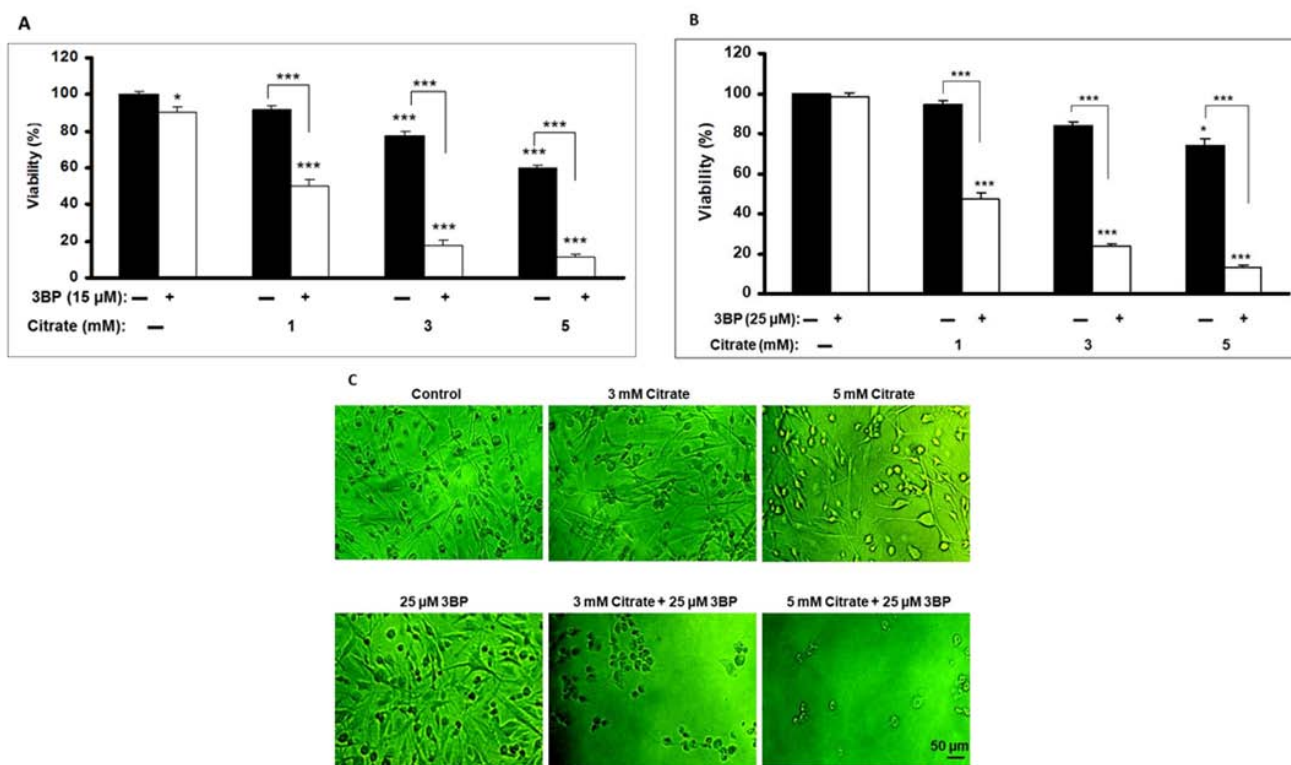 A
120
100
80
60
40
20
0
Viability (%)
*
***
***
***
***
***
***
***
***
3BP (15 µM): — + — + — + — +
Citrate (mM): — 1 3 5
B
120
100
80
60
40
20
0
Viability (%)
***
***
***
***
***
*
***
3BP (25 µM): — + — + — + — +
Citrate (mM): — 1 3 5
C
Control 3 mM Citrate 5 mM Citrate
25 µM 3BP 3 mM Citrate + 25 µM 3BP 5 mM Citrate + 25 µM 3BP
50 µm